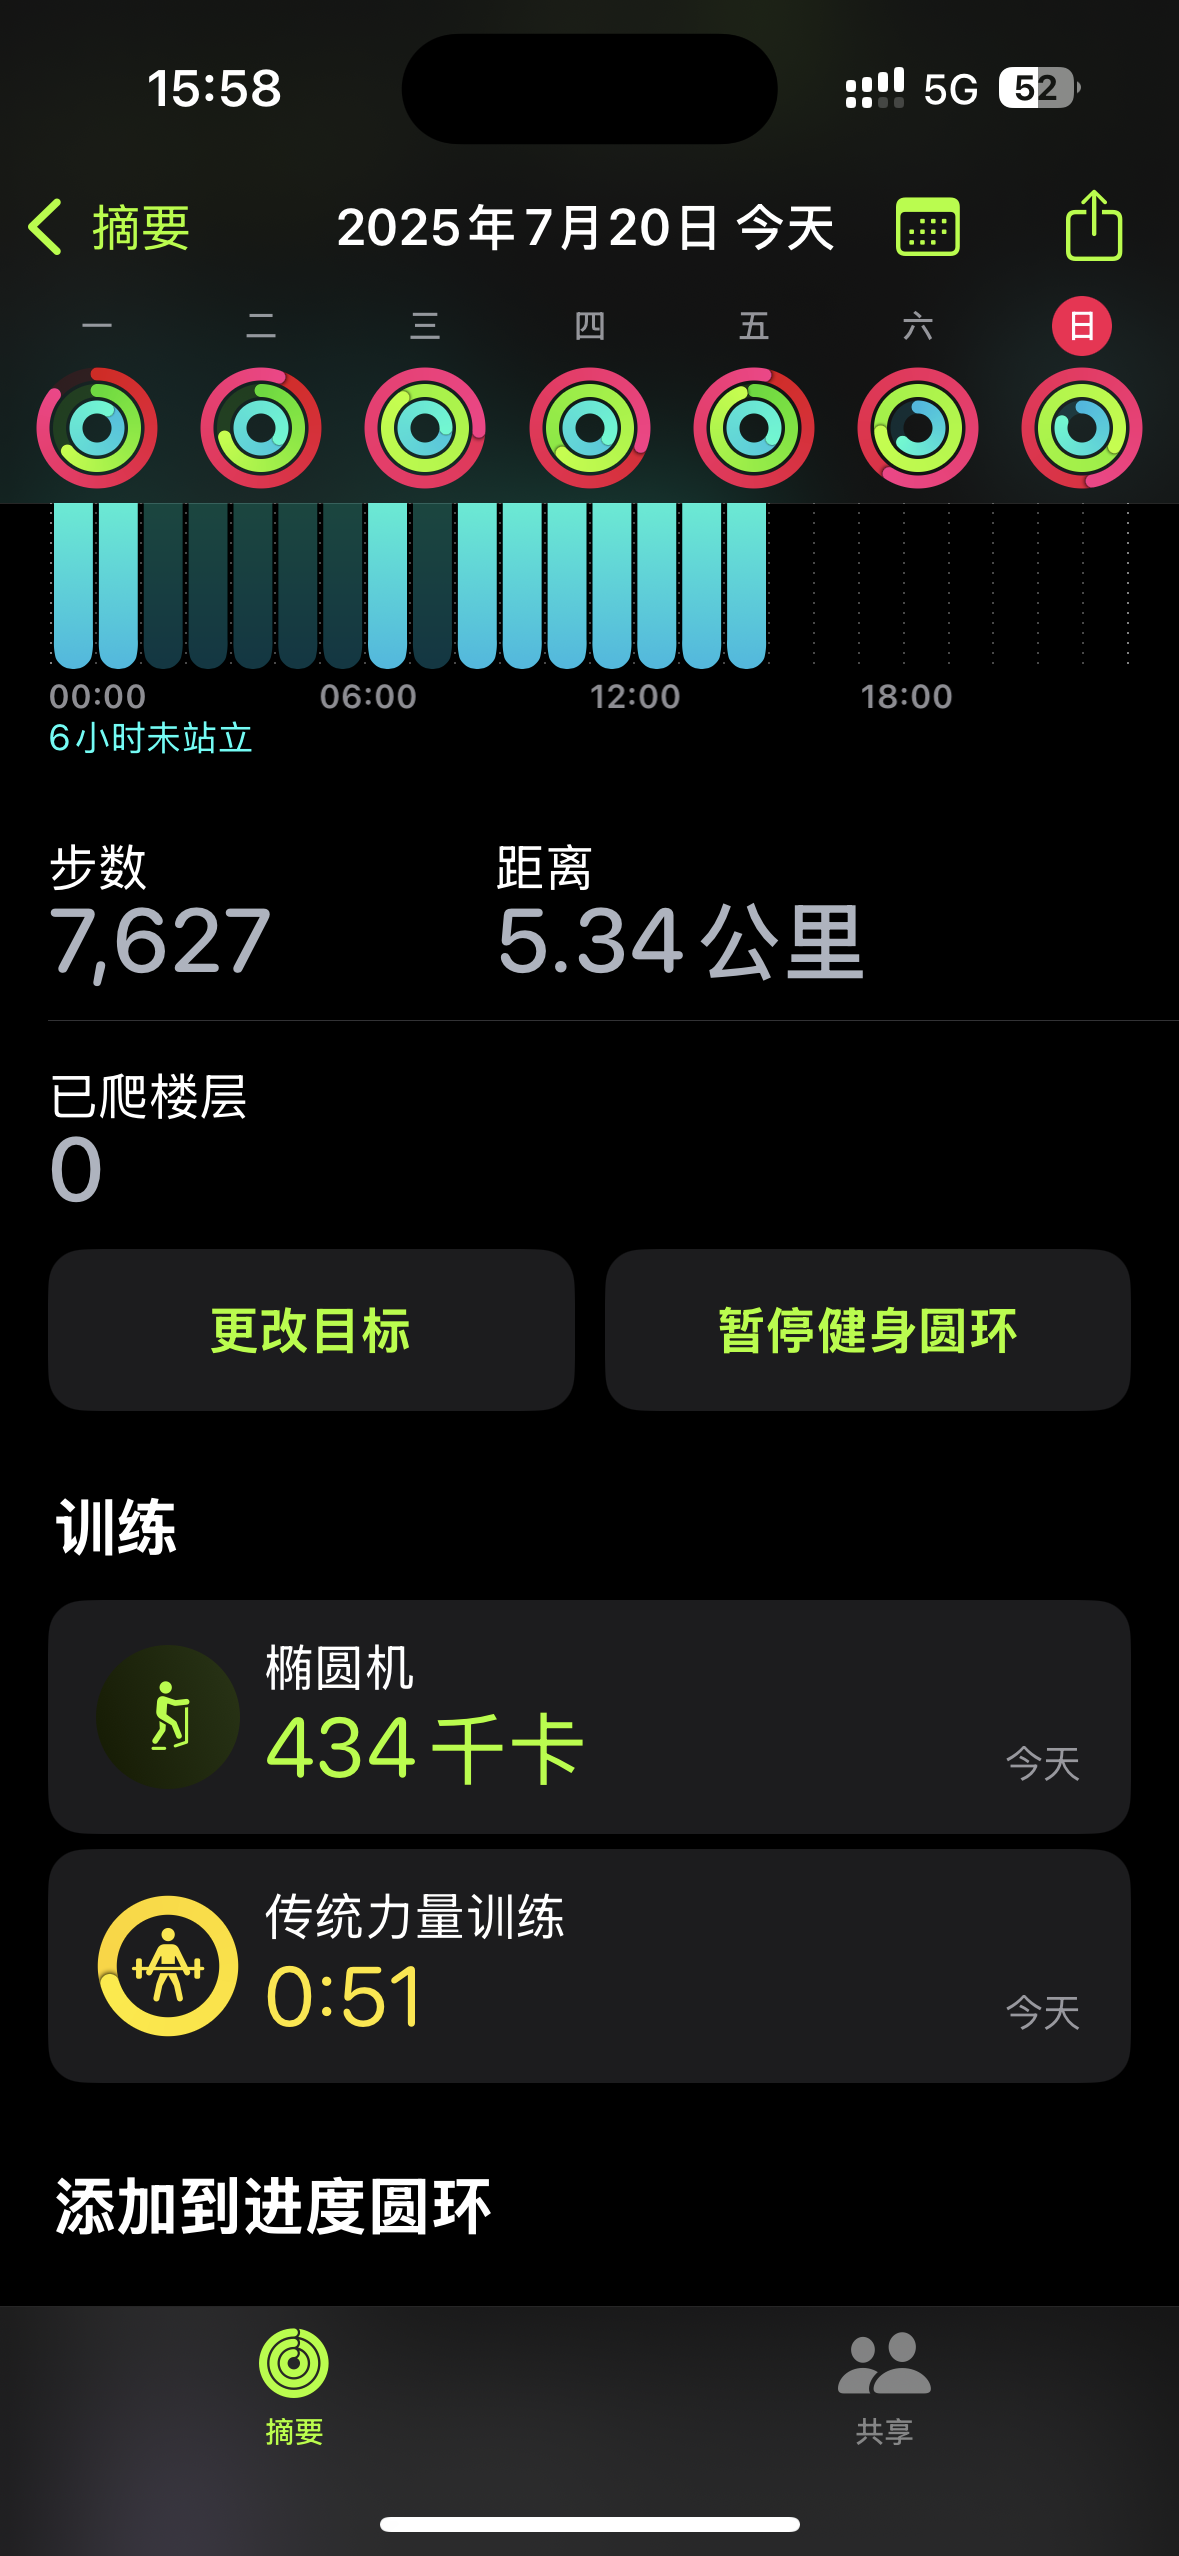 15:58
5G
52
摘要
2025年7月20日 今天
一 二 三 四 五 六 日
00:00 06:00 12:00 18:00
6小时未站立
步数 距离
7,627 5.34公里
已爬楼层
0
更改目标 暂停健身圆环
训练
椭圆机
434千卡
今天
传统力量训练
0:51
今天
添加到进度圆环
摘要 共享